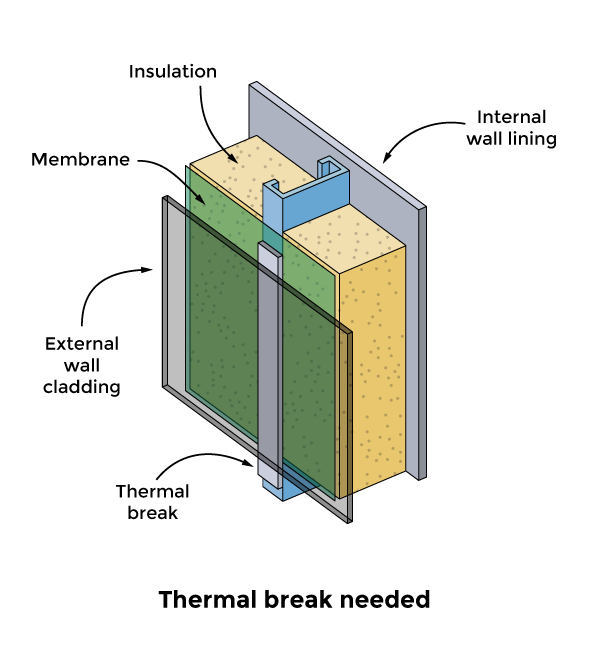 Insulation
Internal
wall lining
Membrane
External
wall
cladding
Thermal
break
Thermal break needed